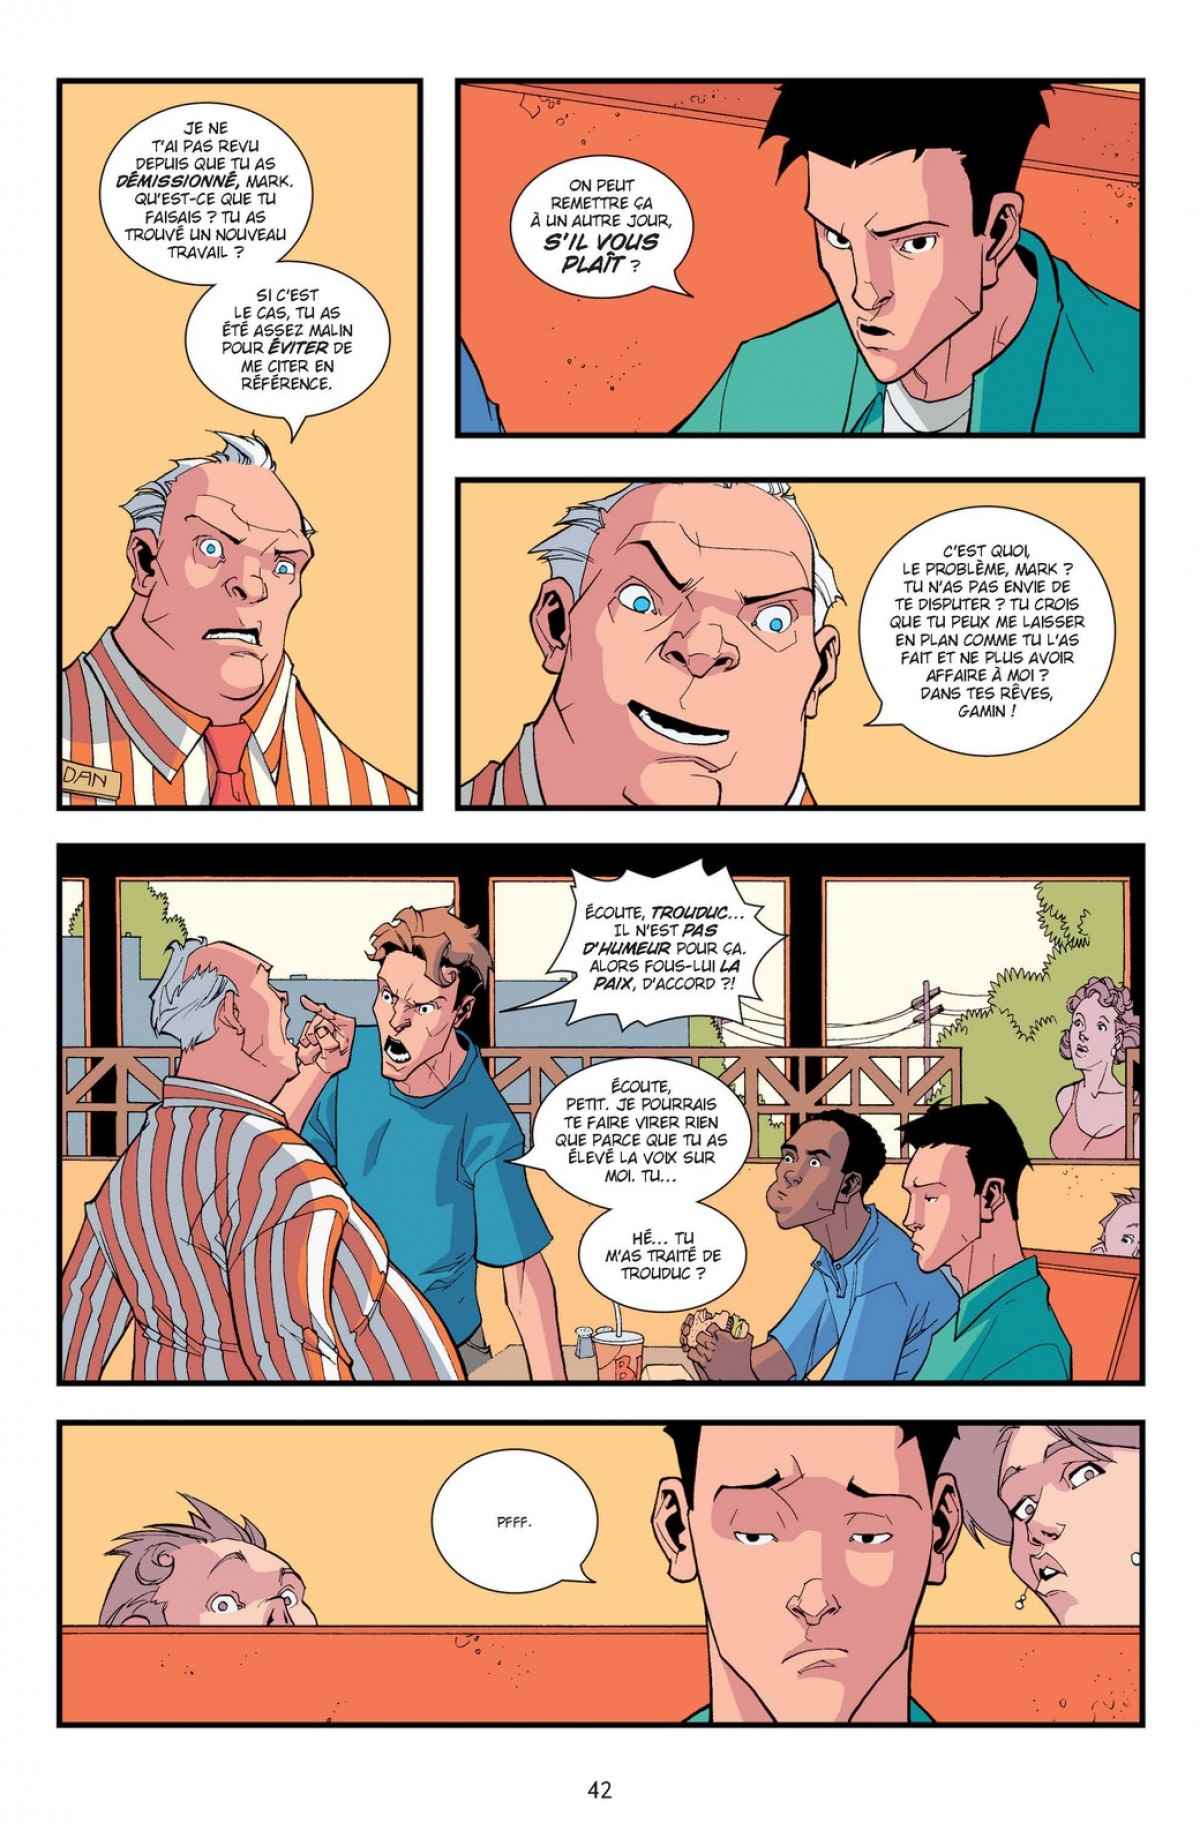 JE NE
T'AI PAS REVU
DEPUIS QUE TU AS
DÉMISSIONNÉ, MARK.
QU'EST-CE QUE TU
FAISAIS ? TU AS
TROUVÉ UN NOUVEAU
TRAVAIL ?
SI C'EST
LE CAS, TU AS
ÉTÉ ASSEZ MALIN
POUR ÉVITER DE
ME CITER EN
RÉFÉRENCE.
DAN
ON PEUT
REMETTRE ÇA
À UN AUTRE JOUR,
S'IL VOUS
PLAÎT ?
C'EST QUOI,
LE PROBLÈME, MARK ?
TU N'AS PAS ENVIE DE
TE DISPUTER ? TU CROIS
QUE TU PEUX ME LAISSER
EN PLAN COMME TU L'AS
FAIT ET NE PLUS AVOIR
AFFAIRE À MOI ?
DANS TES RÊVES,
GAMIN !
ÉCOUTE, TROUDUC...
IL N'EST PAS
D'HUMEUR POUR ÇA.
ALORS FOUS-LUI LA
PAIX, D'ACCORD ?!
ÉCOUTE,
PETIT. JE POURRAIS
TE FAIRE VIRER RIEN
QUE PARCE QUE TU AS
ÉLEVÉ LA VOIX SUR
MOI. TU...
HÉ... TU
M'AS TRAITÉ DE
TROUDUC ?
PFFF.
42